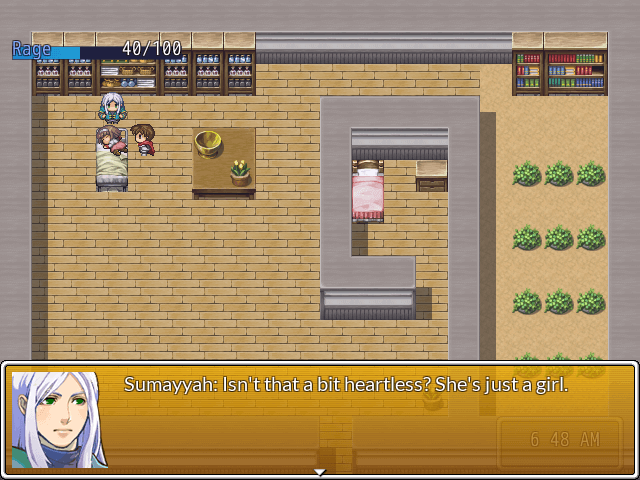 Rage 40/100
Sumayyah: Isn't that a bit heartless? She's just a girl.
6:48 AM